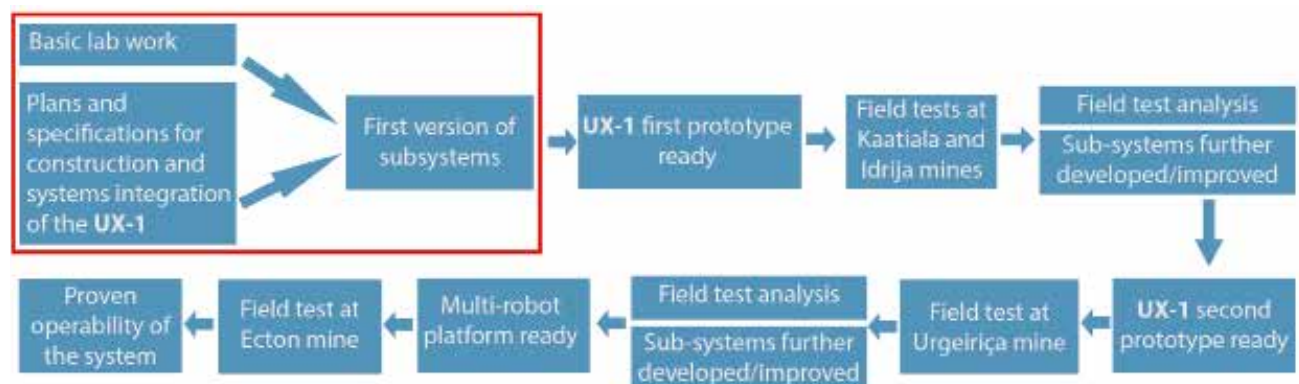 Basic lab work
Plans and
specifications for
construction and
systems integration
of the UX-1
First version of
subsystems
UX-1 first prototype
ready
Field tests at
Kaatiala and
Idrija mines
Field test analysis
Sub-systems further
developed/improved
UX-1 second
prototype ready
Field test at
Urgeiriça mine
Field test analysis
Sub-systems further
developed/improved
Multi-robot
platform ready
Field test at
Ecton mine
Proven
operability of
the system